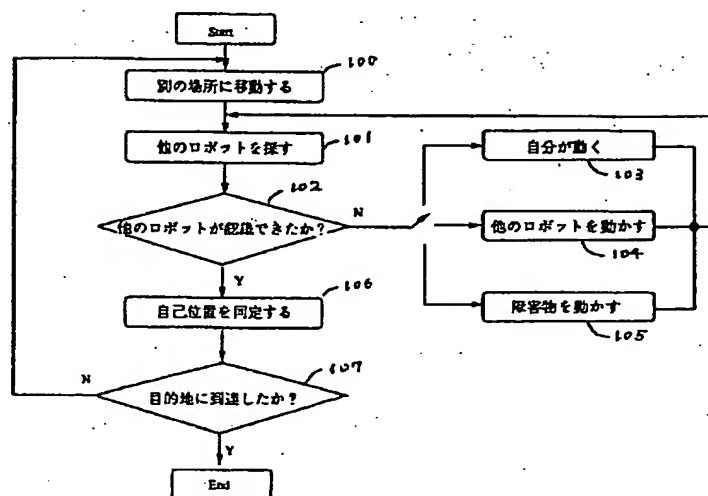 Start
100
別の場所に移動する
101
他のロボットを探す
102
他のロボットが認識できたか?
N
自分が動く
103
他のロボットを動かす
104
障害物を動かす
105
Y
106
自己位置を同定する
107
N
目的地に到達したか?
Y
End